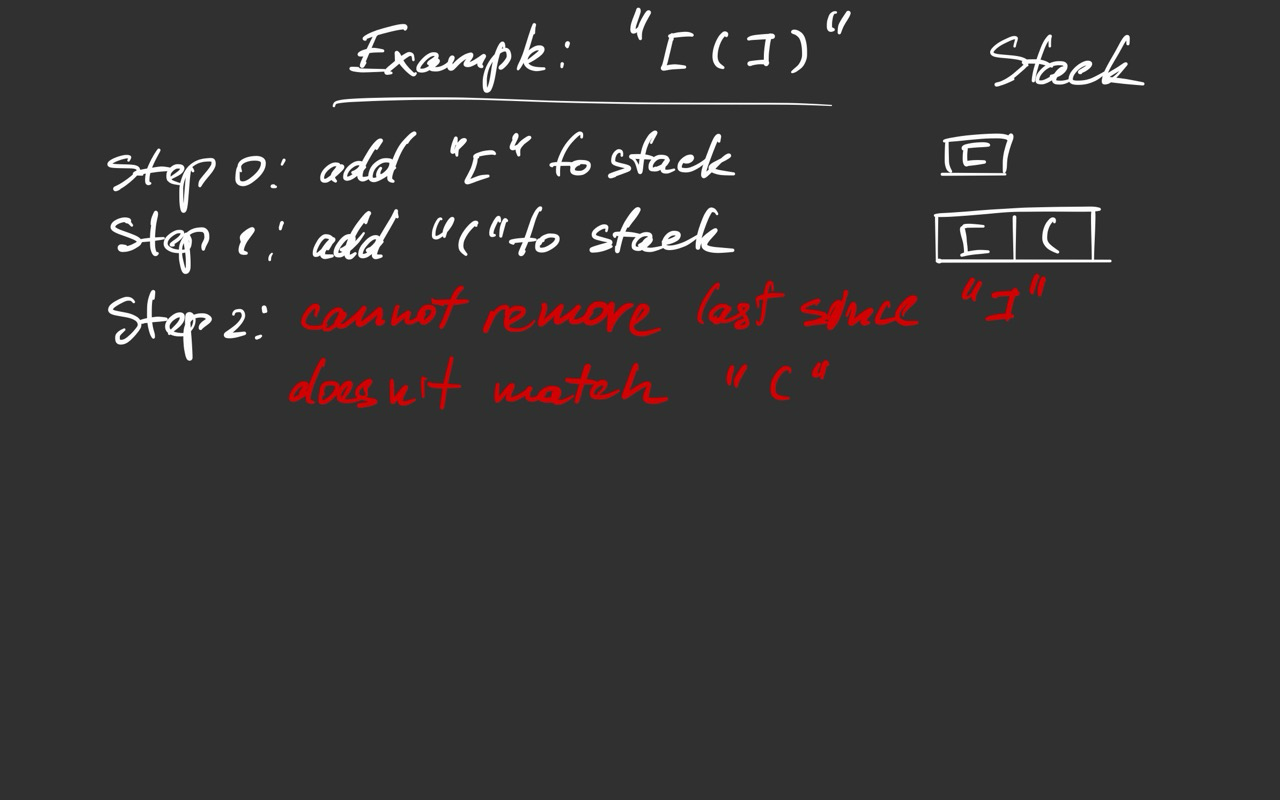 Example: "[(])"
Stack
Step 0: add "[" to stack
[
Step 1: add "(" to stack
[ (
Step 2: cannot remove last since "]"
doesn't match "("